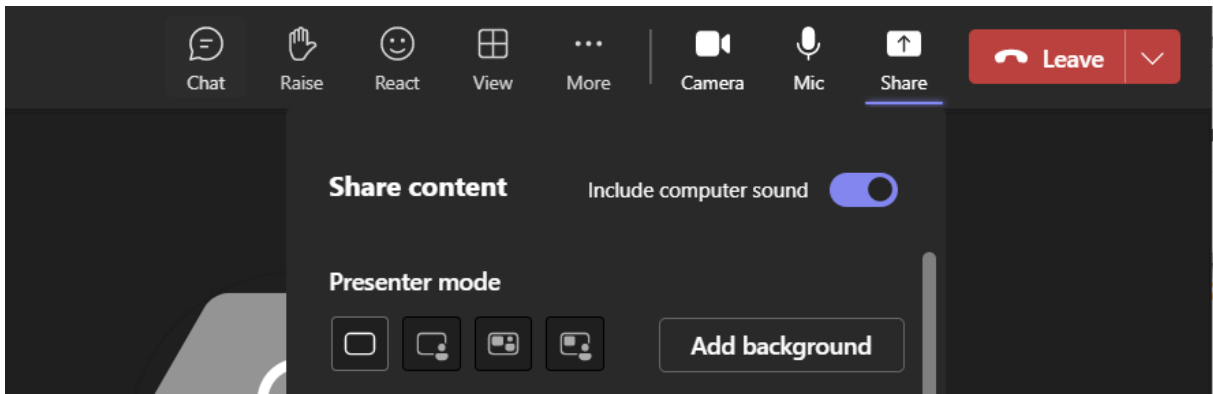 Chat Raise React View More Camera Mic Share Leave
Share content Include computer sound
Presenter mode
Add background